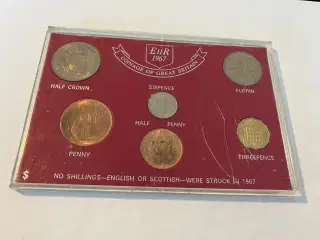 EIIR
1967
COINAGE OF GREAT BRITAIN
HALF CROWN
SIXPENCE
FLORIN
HALF PENNY
PENNY
THREEPENCE
$
NO SHILLINGS—ENGLISH OR SCOTTISH—WERE STRUCK IN 1967